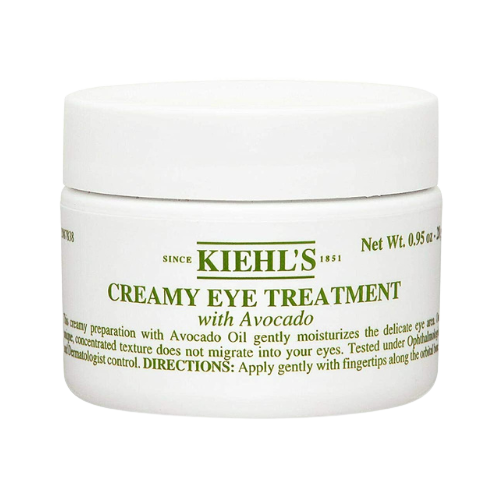 Net Wt. 0.95 oz
SINCE KIEHL'S 1851
CREAMY EYE TREATMENT
with Avocado
creamy preparation with Avocado Oil gently moisturizes the delicate eye area.
concentrated texture does not migrate into your eyes. Tested under
Dermatologist control. DIRECTIONS: Apply gently with fingertips along the orbital